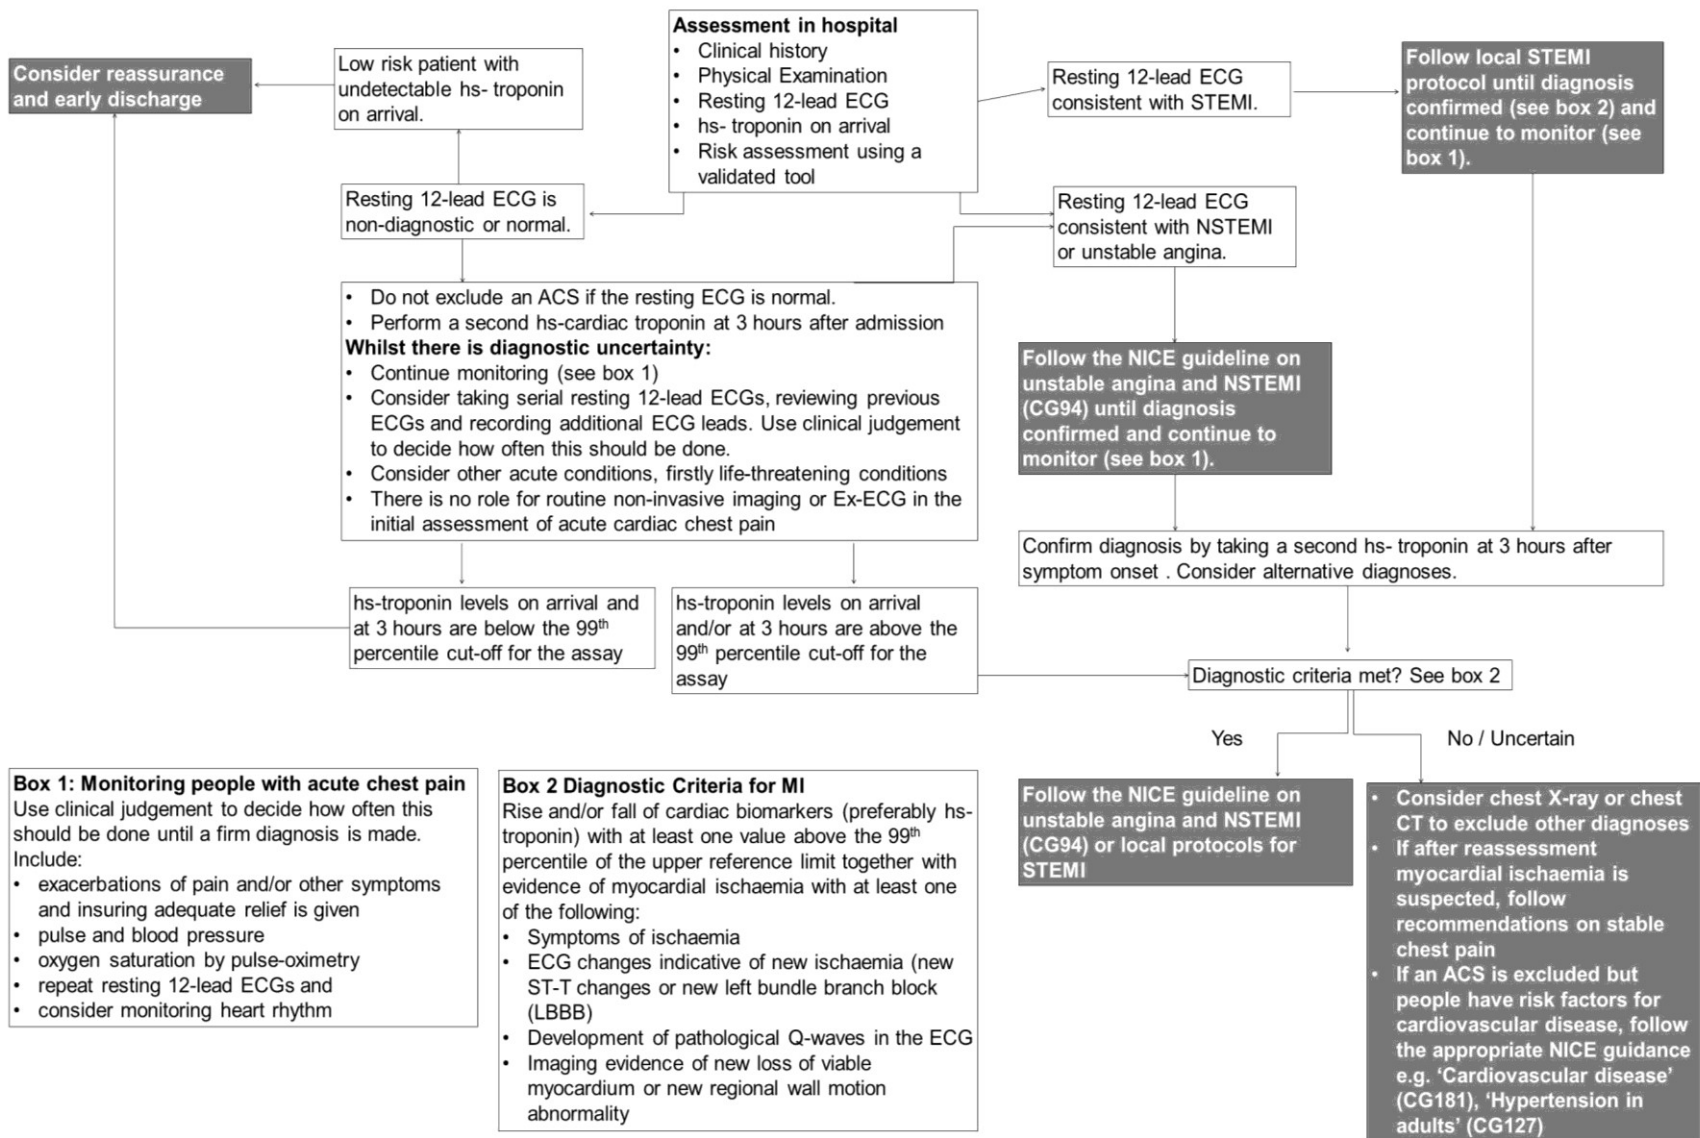 Assessment in hospital
• Clinical history
• Physical Examination
• Resting 12-lead ECG
• hs- troponin on arrival
• Risk assessment using a
validated tool
Consider reassurance
and early discharge
Low risk patient with
undetectable hs- troponin
on arrival.
Resting 12-lead ECG
consistent with STEMI.
Follow local STEMI
protocol until diagnosis
confirmed (see box 2) and
continue to monitor (see
box 1).
Resting 12-lead ECG is
non-diagnostic or normal.
Resting 12-lead ECG
consistent with NSTEMI
or unstable angina.
• Do not exclude an ACS if the resting ECG is normal.
• Perform a second hs-cardiac troponin at 3 hours after admission
Whilst there is diagnostic uncertainty:
• Continue monitoring (see box 1)
• Consider taking serial resting 12-lead ECGs, reviewing previous
ECGs and recording additional ECG leads. Use clinical judgement
to decide how often this should be done.
• Consider other acute conditions, firstly life-threatening conditions
• There is no role for routine non-invasive imaging or Ex-ECG in the
initial assessment of acute cardiac chest pain
Follow the NICE guideline on
unstable angina and NSTEMI
(CG94) until diagnosis
confirmed and continue to
monitor (see box 1).
Confirm diagnosis by taking a second hs- troponin at 3 hours after
symptom onset . Consider alternative diagnoses.
hs-troponin levels on arrival and
at 3 hours are below the 99th
percentile cut-off for the assay
hs-troponin levels on arrival
and/or at 3 hours are above the
99th percentile cut-off for the
assay
Diagnostic criteria met? See box 2
Yes
No / Uncertain
Box 1: Monitoring people with acute chest pain
Use clinical judgement to decide how often this
should be done until a firm diagnosis is made.
Include:
• exacerbations of pain and/or other symptoms
and insuring adequate relief is given
• pulse and blood pressure
• oxygen saturation by pulse-oximetry
• repeat resting 12-lead ECGs and
• consider monitoring heart rhythm
Box 2 Diagnostic Criteria for MI
Rise and/or fall of cardiac biomarkers (preferably hs-
troponin) with at least one value above the 99th
percentile of the upper reference limit together with
evidence of myocardial ischaemia with at least one
of the following:
• Symptoms of ischaemia
• ECG changes indicative of new ischaemia (new
ST-T changes or new left bundle branch block
(LBBB)
• Development of pathological Q-waves in the ECG
• Imaging evidence of new loss of viable
myocardium or new regional wall motion
abnormality
Follow the NICE guideline on
unstable angina and NSTEMI
(CG94) or local protocols for
STEMI
• Consider chest X-ray or chest
CT to exclude other diagnoses
• If after reassessment
myocardial ischaemia is
suspected, follow
recommendations on stable
chest pain
• If an ACS is excluded but
people have risk factors for
cardiovascular disease, follow
the appropriate NICE guidance
e.g. ‘Cardiovascular disease’
(CG181), ‘Hypertension in
adults’ (CG127)